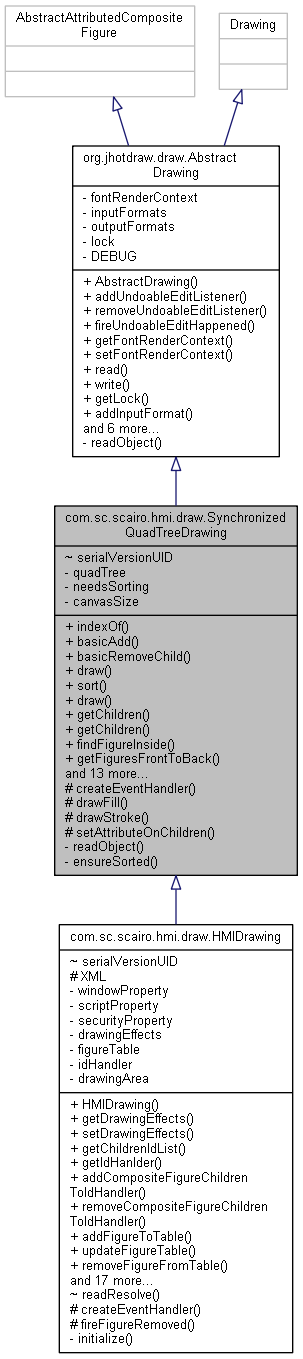 AbstractAttributedComposite
Figure
Drawing
org.jhotdraw.draw.Abstract
Drawing
- fontRenderContext
- inputFormats
- outputFormats
- lock
- DEBUG
+ AbstractDrawing()
+ addUndoableEditListener()
+ removeUndoableEditListener()
+ fireUndoableEditHappened()
+ getFontRenderContext()
+ setFontRenderContext()
+ read()
+ write()
+ getLock()
+ addInputFormat()
and 6 more...
- readObject()
com.sc.scairo.hmi.draw.Synchronized
QuadTreeDrawing
~ serialVersionUID
- quadTree
- needsSorting
- canvasSize
+ indexOf()
+ basicAdd()
+ basicRemoveChild()
+ draw()
+ sort()
+ draw()
+ getChildren()
+ getChildren()
+ findFigureInside()
+ getFiguresFrontToBack()
and 13 more...
# createEventHandler()
# drawFill()
# drawStroke()
# setAttributeOnChildren()
- readObject()
- ensureSorted()
com.sc.scairo.hmi.draw.HMIDrawing
~ serialVersionUID
# XML
- windowProperty
- scriptProperty
- securityProperty
- drawingEffects
- figureTable
- idHandler
- drawingArea
+ HMIDrawing()
+ getDrawingEffects()
+ setDrawingEffects()
+ getChildrenIdList()
+ getIdHanlder()
+ addCompositeFigureChildren
ToIdHandler()
+ removeCompositeFigureChildren
ToIdHandler()
+ addFigureToTable()
+ updateFigureTable()
+ removeFigureFromTable()
and 17 more...
~ readResolve()
# createEventHandler()
# fireFigureRemoved()
- initialize()